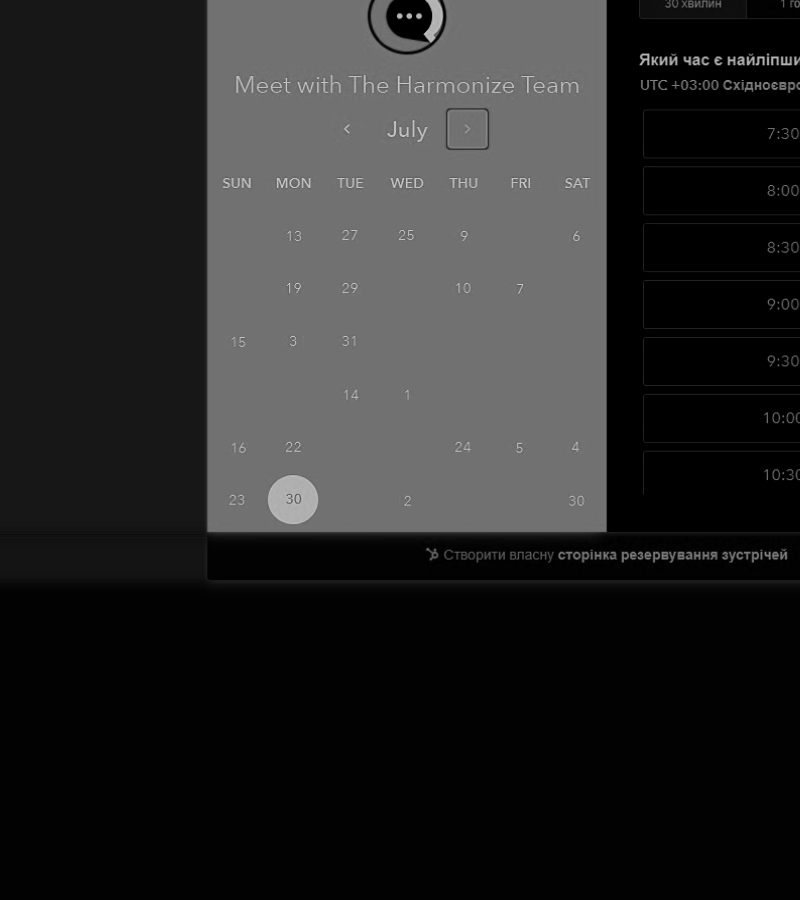 30 хвилин 1 го
Meet with The Harmonize Team
Який час є найліпши
July
UTC +03:00 Східноєвро
SUN MON TUE WED THU FRI SAT
7:30
8:00
8:30
9:00
9:30
10:00
10:30
13 27 25 9 6
19 29 10 7
15 3 31
14 1
16 22 24 5 4
23 30 2 30
Створити власну сторінка резервування зустрічей